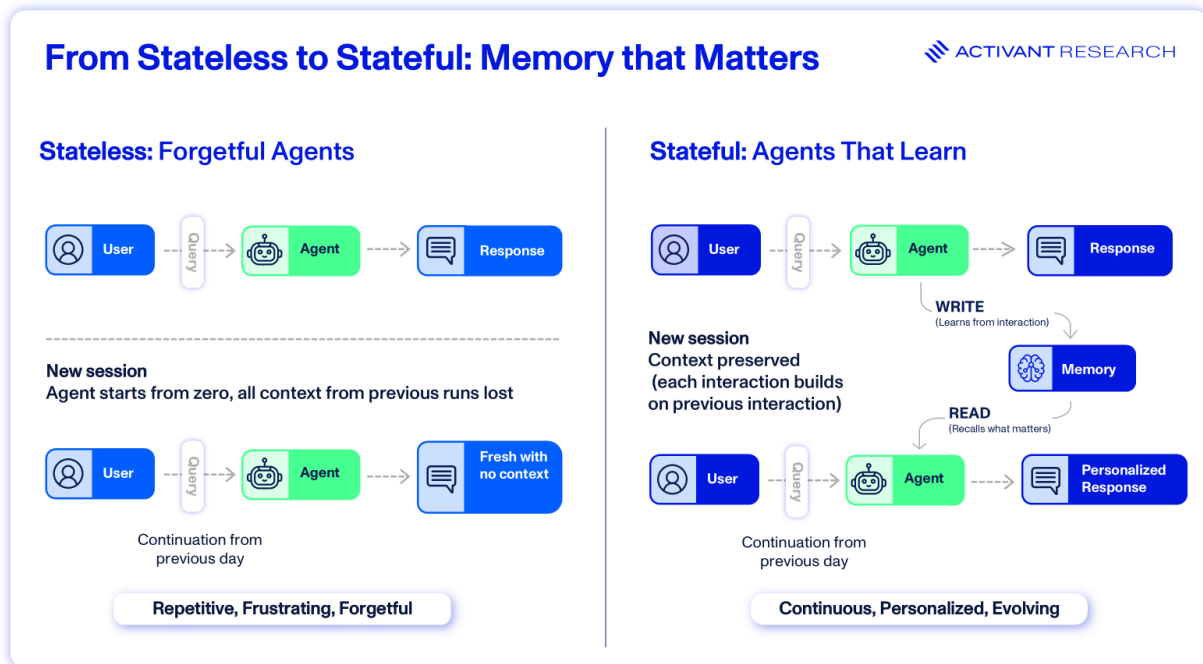 From Stateless to Stateful: Memory that Matters
ACTIVANT RESEARCH
Stateless: Forgetful Agents
User
Query
Agent
Response
New session
Agent starts from zero, all context from previous runs lost
User
Query
Agent
Fresh with
no context
Continuation from
previous day
Repetitive, Frustrating, Forgetful
Stateful: Agents That Learn
User
Query
Agent
Response
WRITE
(Learns from interaction)
New session
Context preserved
(each interaction builds
on previous interaction)
Memory
READ
(Recalls what matters)
User
Query
Agent
Personalized
Response
Continuation from
previous day
Continuous, Personalized, Evolving